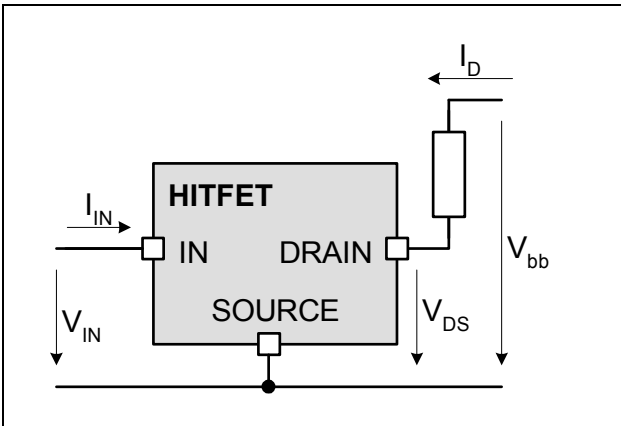 I_D
HITFET
I_IN
IN DRAIN
V_bb
SOURCE
V_IN
V_DS